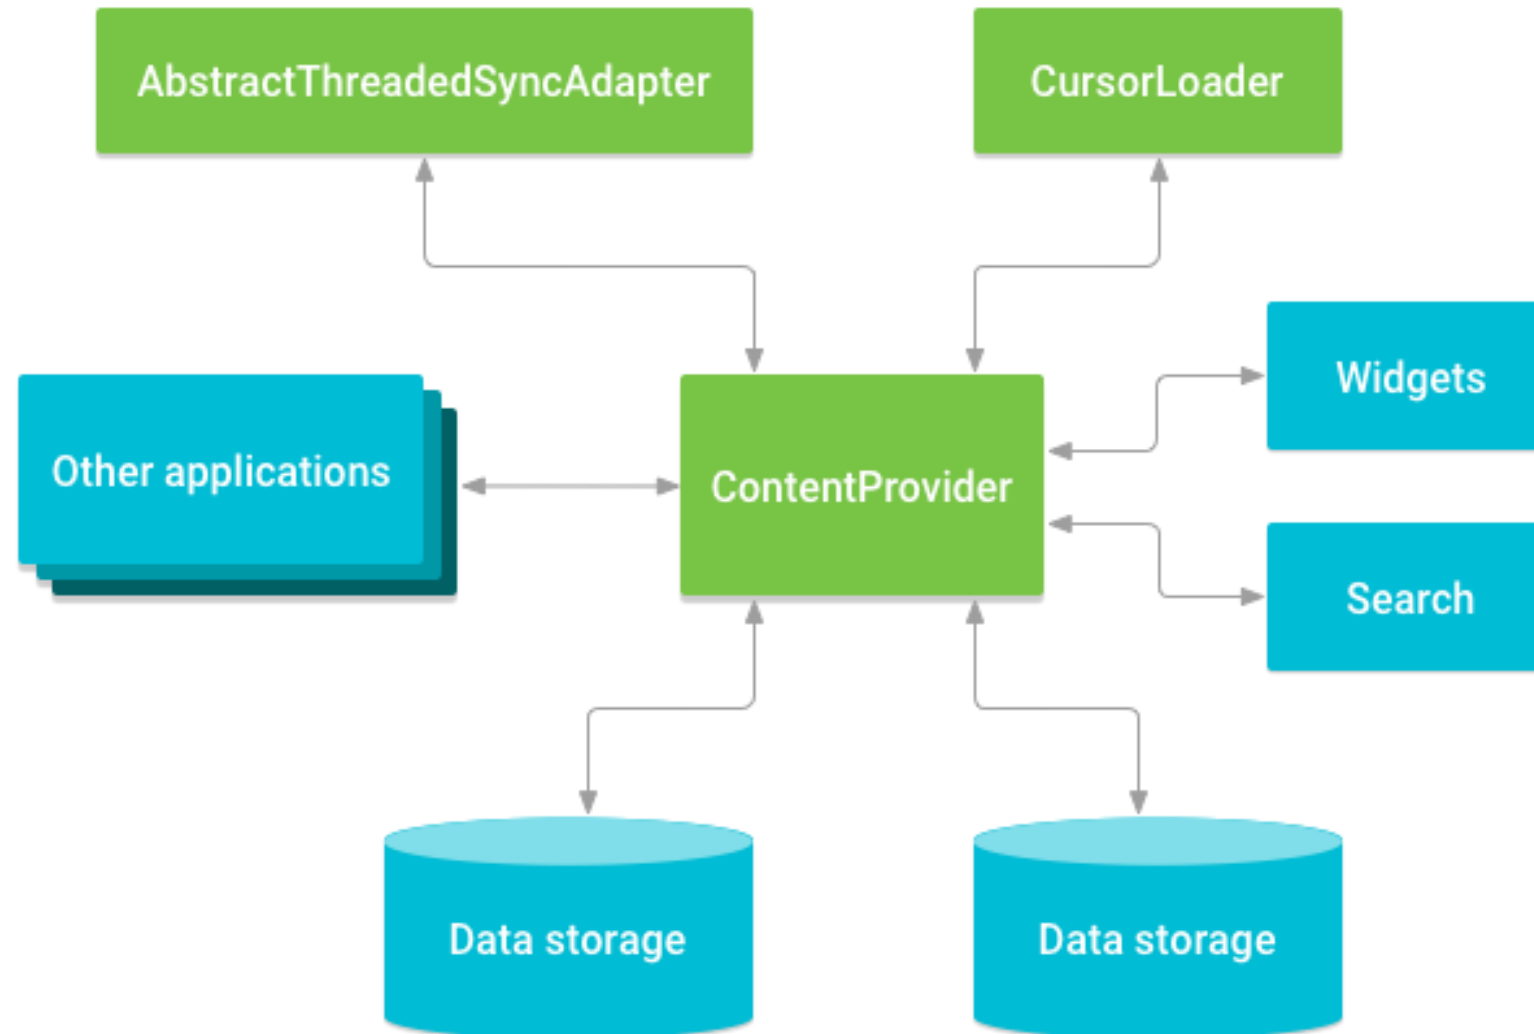 AbstractThreadedSyncAdapter
CursorLoader
Widgets
Other applications
ContentProvider
Search
Data storage
Data storage